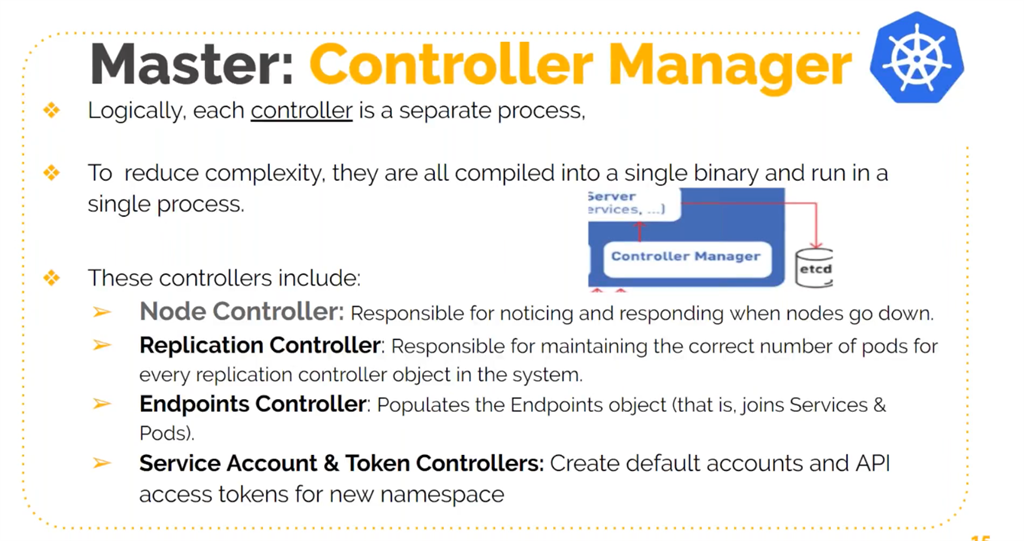 Master: Controller Manager
Logically, each controller is a separate process,
To reduce complexity, they are all compiled into a single binary and run in a
single process.
Server
ervices, ...)
Controller Manager
etcd
These controllers include:
Node Controller: Responsible for noticing and responding when nodes go down.
Replication Controller: Responsible for maintaining the correct number of pods for
every replication controller object in the system.
Endpoints Controller: Populates the Endpoints object (that is, joins Services &
Pods).
Service Account & Token Controllers: Create default accounts and API
access tokens for new namespace
15